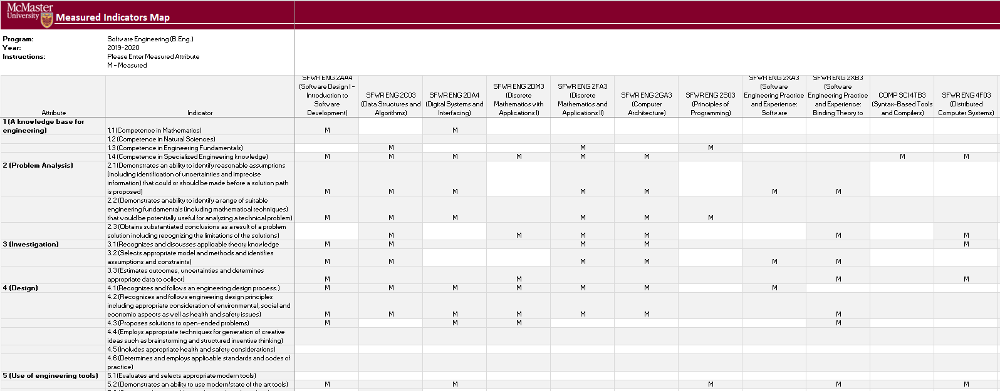 McMaster
University
Measured Indicators Map
Program: Software Engineering (B.Eng.)
Year: 2019-2020
Instructions: Please Enter Measured Attribute
M - Measured
Attribute
Indicator
SFWR ENG 2AA4
(Software Design I -
Introduction to
Software
Development)
SFWR ENG 2C03
(Data Structures and
Algorithms)
SFWR ENG 2DA4
(Digital Systems and
Interfacing)
SFWR ENG 2DM3
(Discrete
Mathematics with
Applications I)
SFWR ENG 2FA3
(Discrete
Mathematics and
Applications II)
SFWR ENG 2GA3
(Computer
Architecture)
SFWR ENG 2S03
(Principles of
Programming)
SFWR ENG 2XA3
(Software
Engineering Practice
and Experience:
Software
SFWR ENG 2XB3
(Software
Engineering Practice
and Experience:
Binding Theory to
COMP SCI 4TB3
(Syntax-Based Tools
and Compilers)
SFWR ENG 4F03
(Distributed
Computer Systems)
1 (A knowledge base for
engineering)
1.1 (Competence in Mathematics) M M
1.2 (Competence in Natural Sciences)
1.3 (Competence in Engineering Fundamentals) M M M
1.4 (Competence in Specialized Engineering knowledge) M M M M M M M M
2 (Problem Analysis)
2.1 (Demonstrates an ability to identify reasonable assumptions
(including identification of uncertainties and imprecise
information) that could or should be made before a solution path
is proposed) M M M M M M M
2.2 (Demonstrates anability to identify a range of suitable
engineering fundamentals (including mathematical techniques)
that would be potentially useful for analyzing a technical problem) M M M M M M
2.3 (Obtains substantiated conclusions as a result of a problem
solution including recognizing the limitations of the solutions) M M M M M M
3 (Investigation)
3.1 (Recognizes and discusses applicable theory knowledge M M M M M
3.2 (Selects appropriate model and methods and identifies
assumptions and constraints) M M M M M M
3.3 (Estimates outcomes, uncertainties and determines
appropriate data to collect) M M M M
4 (Design)
4.1 (Recognizes and follows an engineering design process.) M M M M M M M
4.2 (Recognizes and follows engineering design principles
including appropriate consideration of environmental, social and
economic aspects as well as health and safety issues) M M M M M M M
4.3 (Proposes solutions to open-ended problems) M M M M
4.4 (Employs appropriate techniques for generation of creative
ideas such as brainstorming and structured inventive thinking)
4.5 (Includes appropriate health and safety considerations)
4.6 (Determines and employs applicable standards and codes of
practice)
5 (Use of engineering tools)
5.1 (Evaluates and selects appropriate modern tools)
5.2 (Demonstrates an ability to use modern/state of the art tools) M M M M M